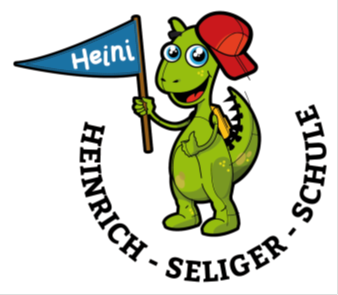 Heini
HEINRICH - SELIGER - SCHULE